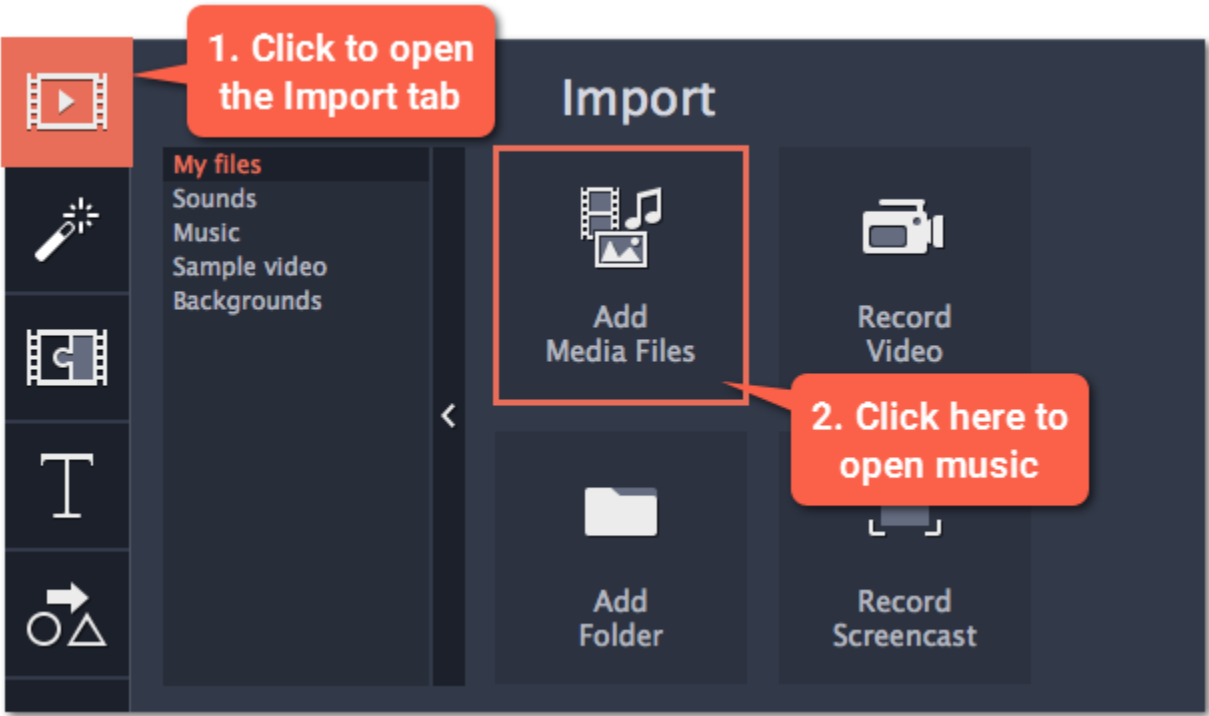 1. Click to open
the Import tab
Import
My files
Sounds
Music
Sample video
Backgrounds
Add
Media Files
Record
Video
2. Click here to
open music
Add
Folder
Record
Screencast